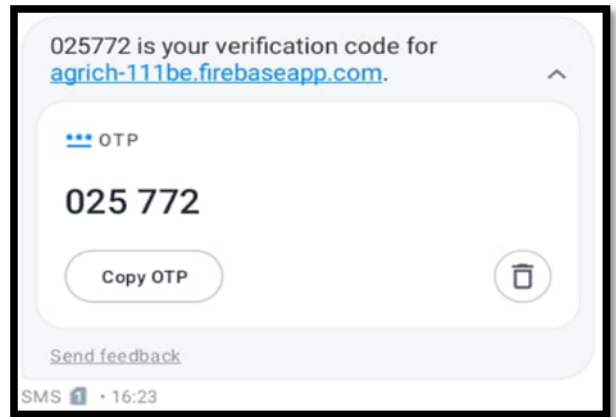 025772 is your verification code for
agrich-111be.firebaseapp.com.
OTP
025 772
Copy OTP
Send feedback
SMS 1 • 16:23